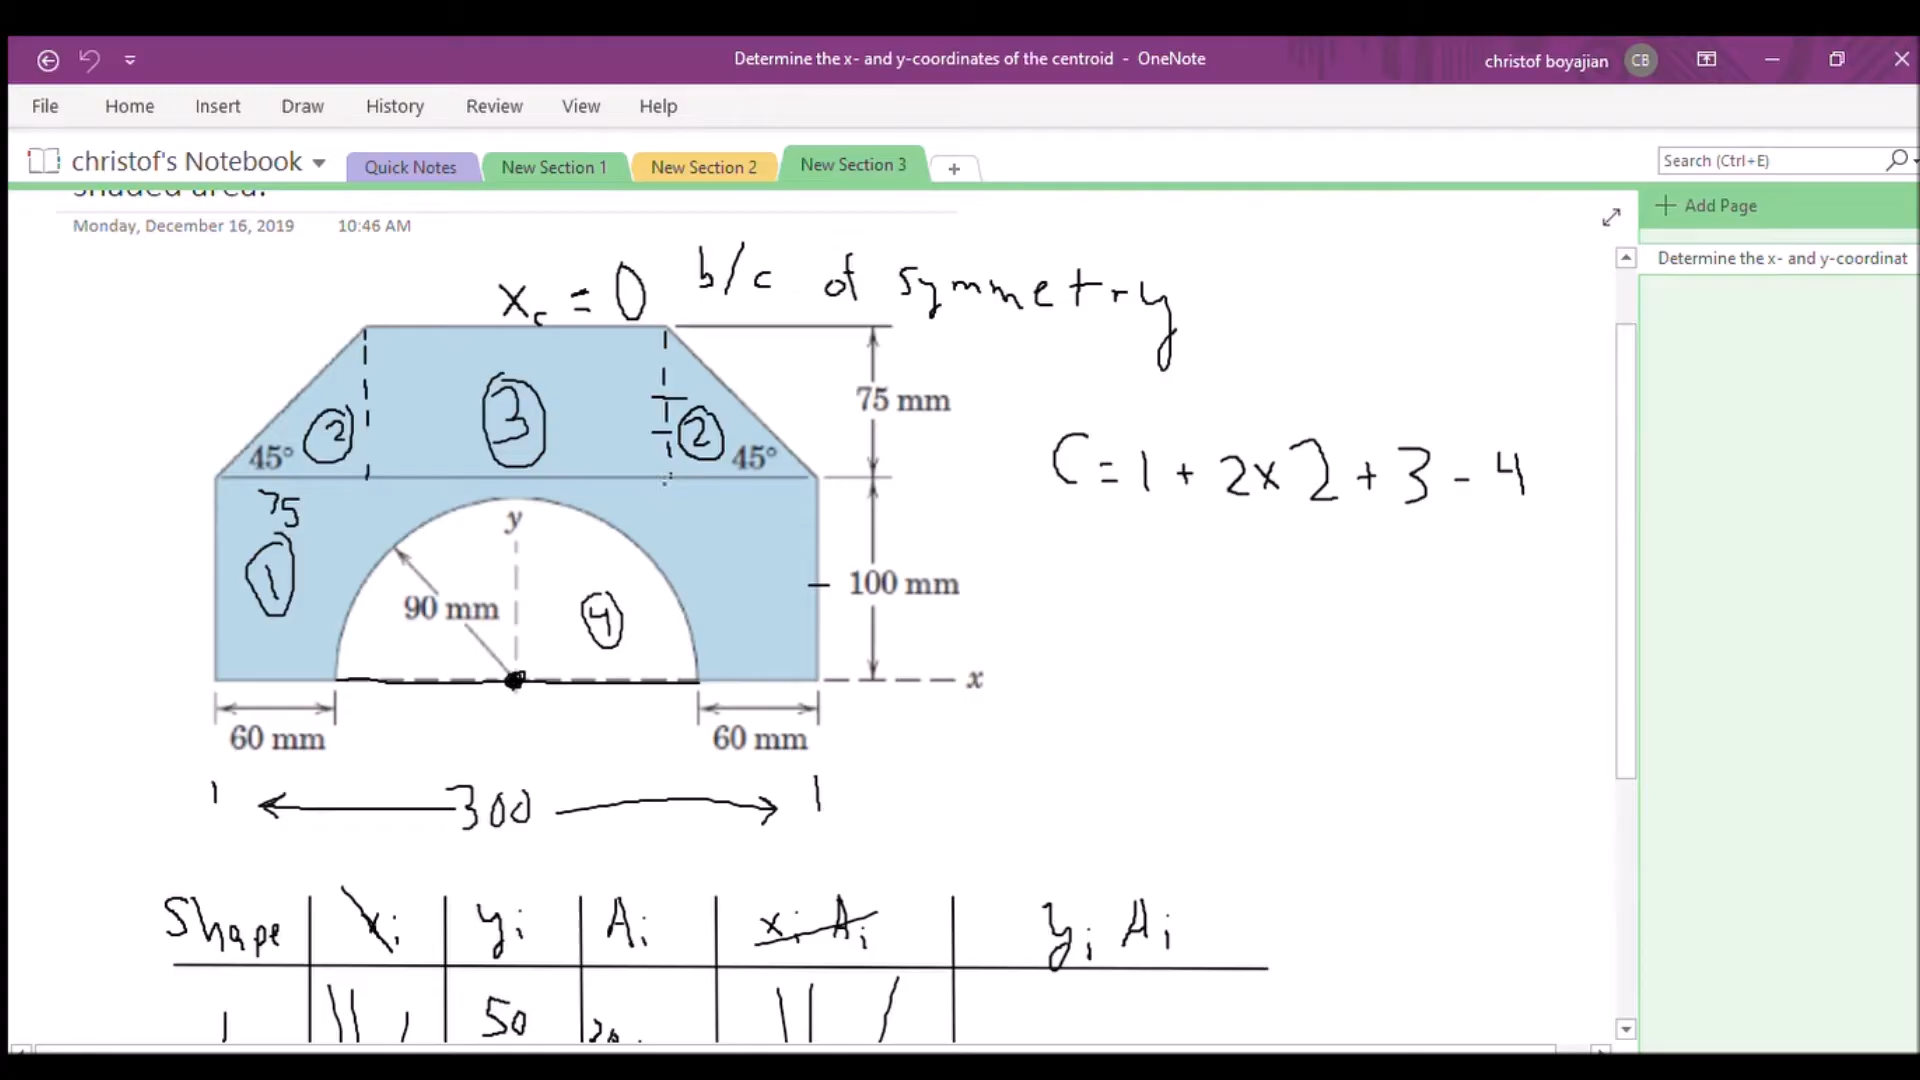 Determine the x- and y-coordinates of the centroid - OneNote
christof boyajian CB
File Home Insert Draw History Review View Help
christof's Notebook Quick Notes New Section 1 New Section 2 New Section 3 +
Search (Ctrl+E)
shaded area.
Add Page
Monday, December 16, 2019 10:46 AM
Determine the x- and y-coordinat
xc = 0 b/c of symmetry
75 mm
3
2
2
45°
45°
C = 1 + 2x2 + 3 - 4
75
y
1
100 mm
90 mm
4
x
60 mm
60 mm
300
Shape xi yi Ai xi Ai yi Ai
1 50